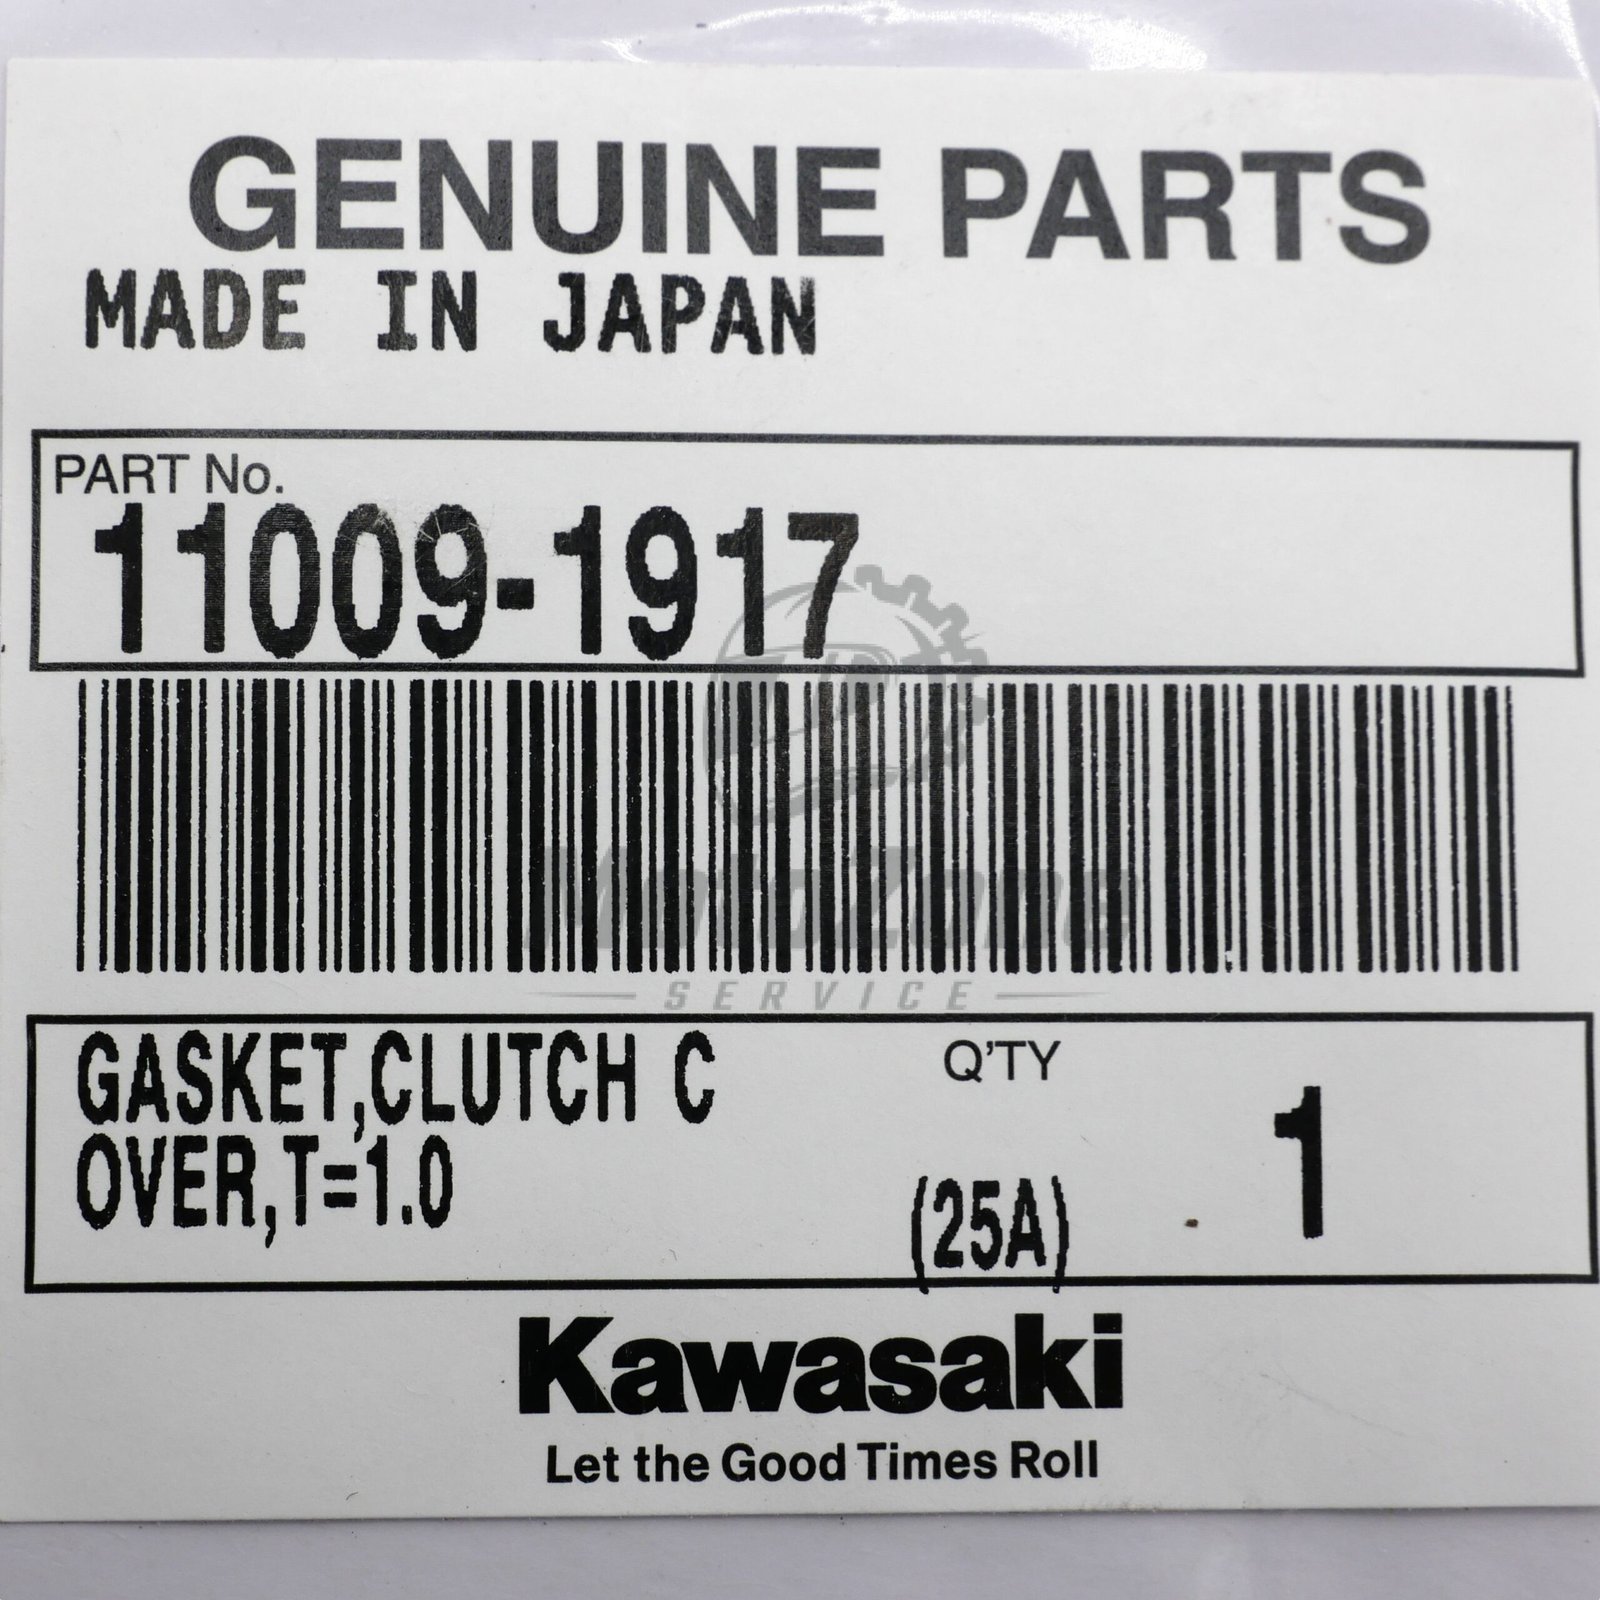 GENUINE PARTS
MADE IN JAPAN
PART No.
11009-1917
MotoZone
SERVICE
GASKET,CLUTCH C
OVER,T=1.0
Q'TY
(25A)
1
Kawasaki
Let the Good Times Roll